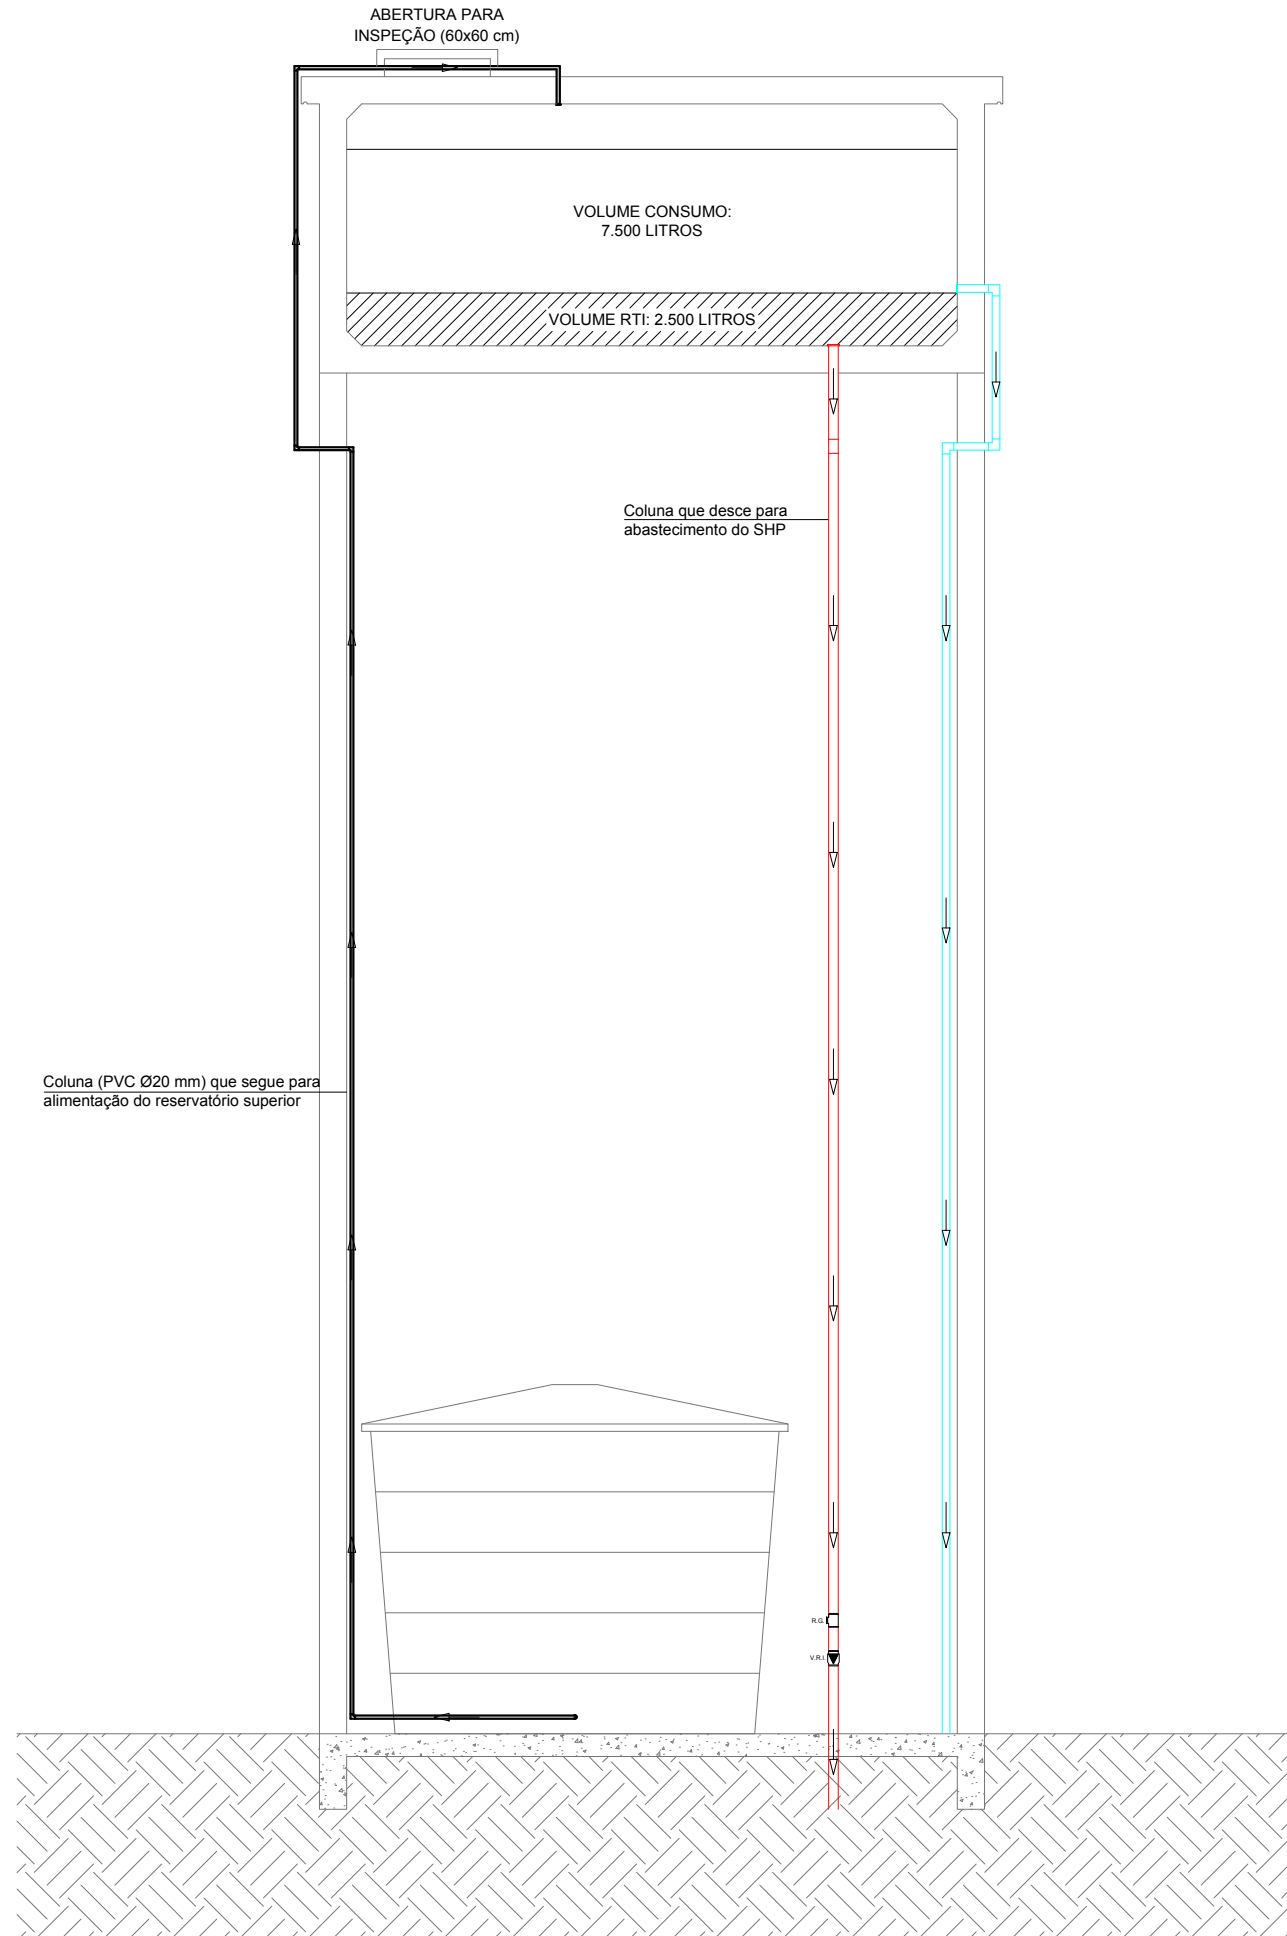 ABERTURA PARA
INSPEÇÃO (60x60 cm)
VOLUME CONSUMO:
7.500 LITROS
VOLUME RTI: 2.500 LITROS
Coluna que desce para
abastecimento do SHP
Coluna (PVC Ø20 mm) que segue para
alimentação do reservatório superior
R.G.
V.R.I.